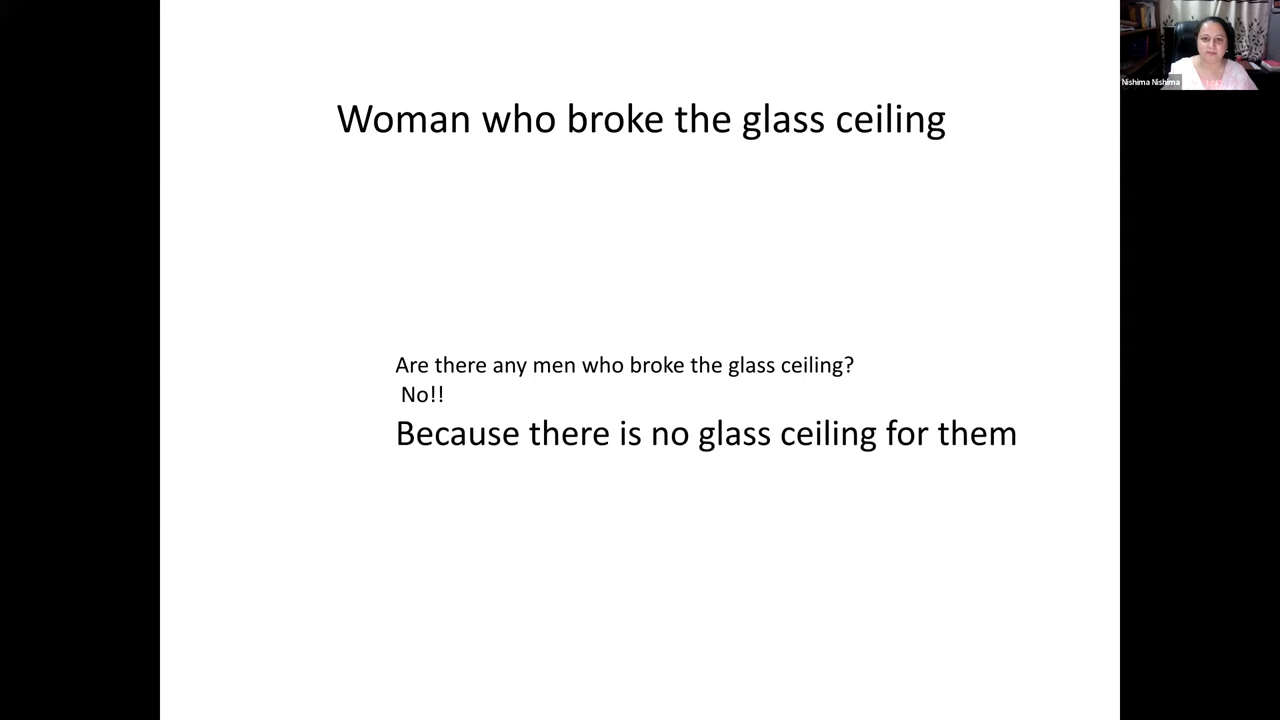 Woman who broke the glass ceiling
Nishima Nishima
Are there any men who broke the glass ceiling?
No!!
Because there is no glass ceiling for them